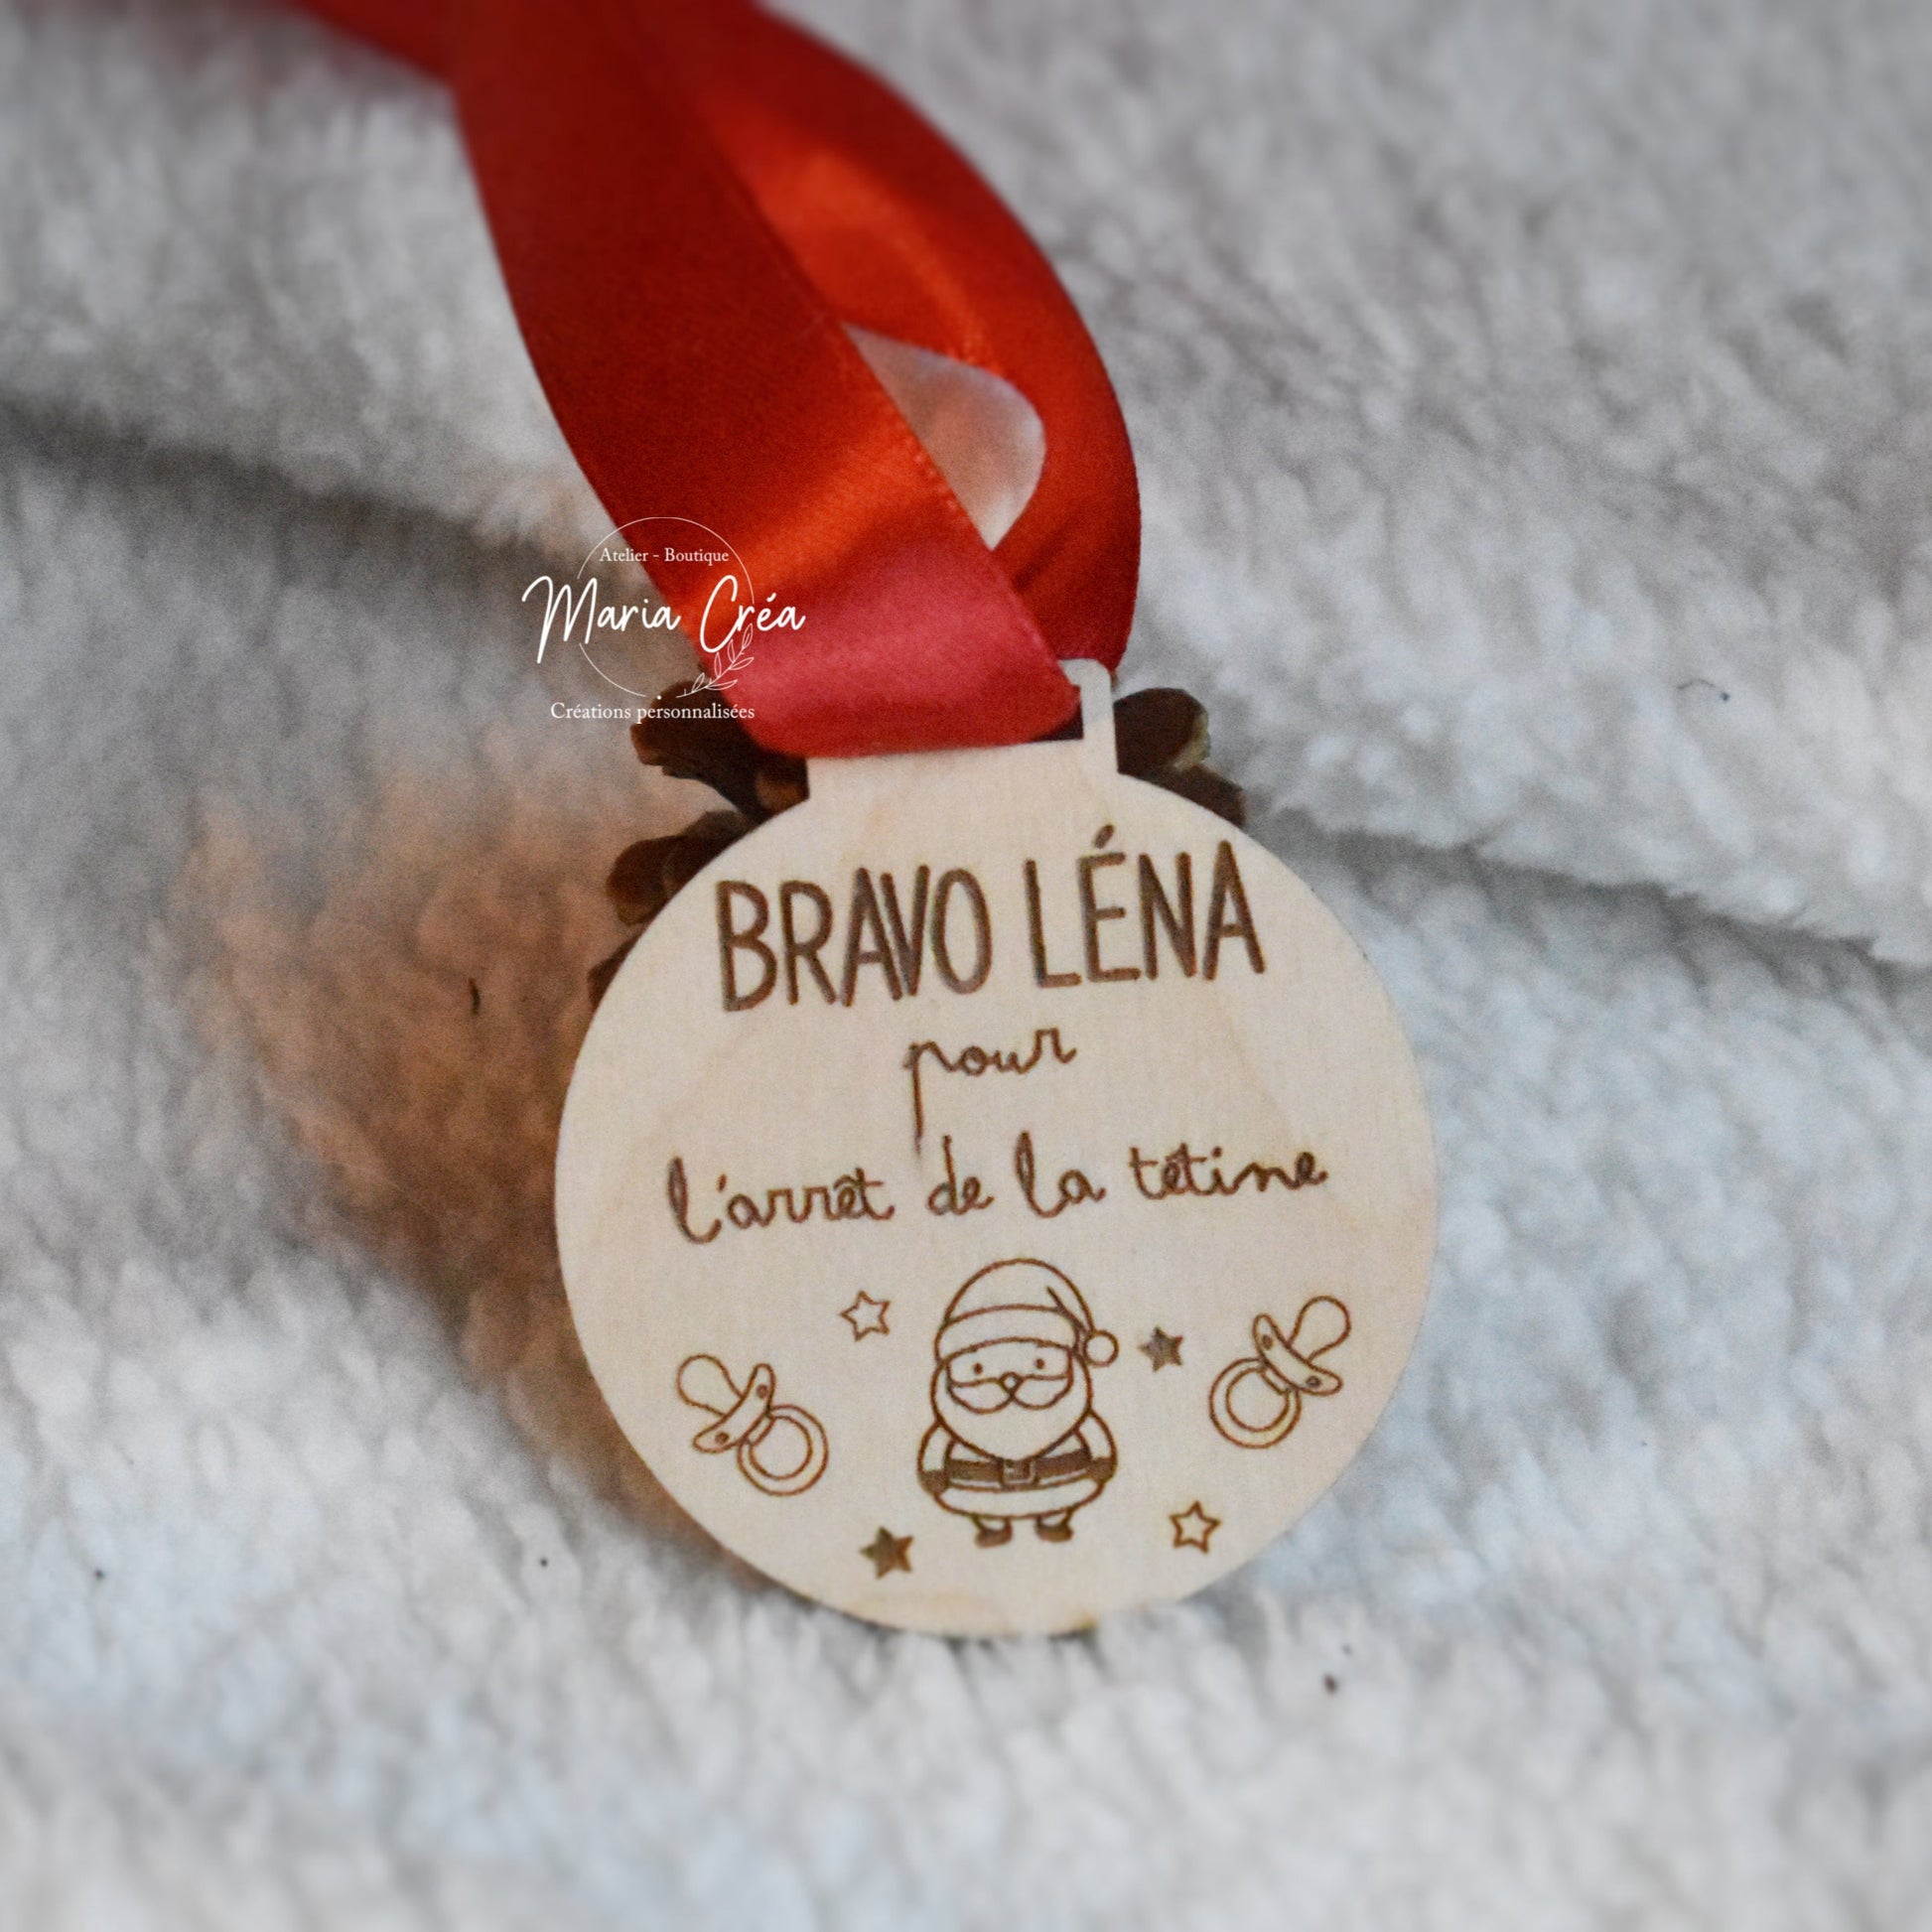 Atelier - Boutique
Maria Créa
Créations personnalisées
BRAVO LÉNA
pour
l'arrêt de la tétine